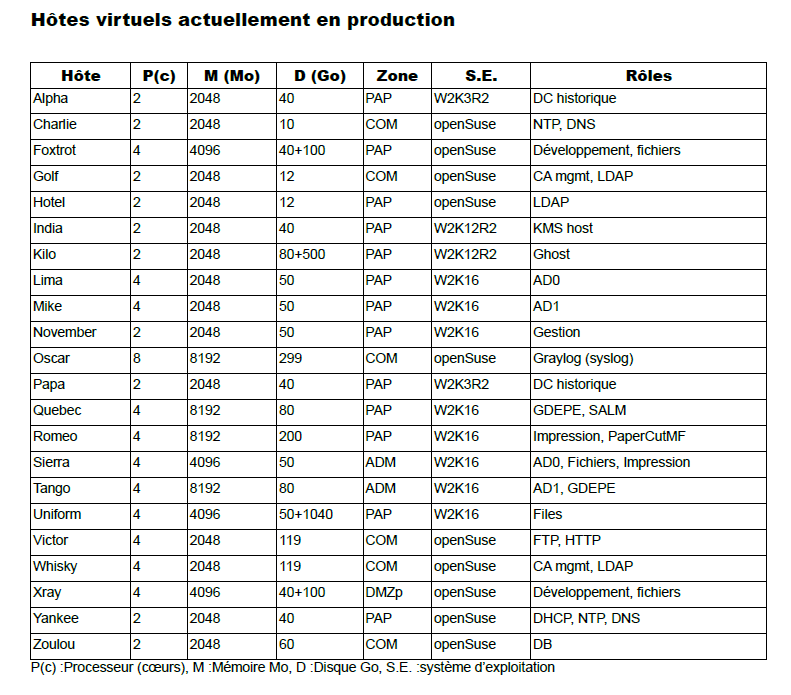 Hôtes virtuels actuellement en production
Hôte P(c) M (Mo) D (Go) Zone S.E. Rôles
Alpha 2 2048 40 PAP W2K3R2 DC historique
Charlie 2 2048 10 COM openSuse NTP, DNS
Foxtrot 4 4096 40+100 PAP openSuse Développement, fichiers
Golf 2 2048 12 COM openSuse CA mgmt, LDAP
Hotel 2 2048 12 PAP openSuse LDAP
India 2 2048 40 PAP W2K12R2 KMS host
Kilo 2 2048 80+500 PAP W2K12R2 Ghost
Lima 4 2048 50 PAP W2K16 AD0
Mike 4 2048 50 PAP W2K16 AD1
November 2 2048 50 PAP W2K16 Gestion
Oscar 8 8192 299 COM openSuse Graylog (syslog)
Papa 2 2048 40 PAP W2K3R2 DC historique
Quebec 4 8192 80 PAP W2K16 GDEPE, SALM
Romeo 4 8192 200 PAP W2K16 Impression, PaperCutMF
Sierra 4 4096 50 ADM W2K16 AD0, Fichiers, Impression
Tango 4 8192 80 ADM W2K16 AD1, GDEPE
Uniform 4 4096 50+1040 PAP W2K16 Files
Victor 4 2048 119 COM openSuse FTP, HTTP
Whisky 4 2048 119 COM openSuse CA mgmt, LDAP
Xray 4 4096 40+100 DMZp openSuse Développement, fichiers
Yankee 2 2048 40 PAP openSuse DHCP, NTP, DNS
Zoulou 2 2048 60 COM openSuse DB
P(c) :Processeur (cœurs), M :Mémoire Mo, D :Disque Go, S.E. :système d'exploitation